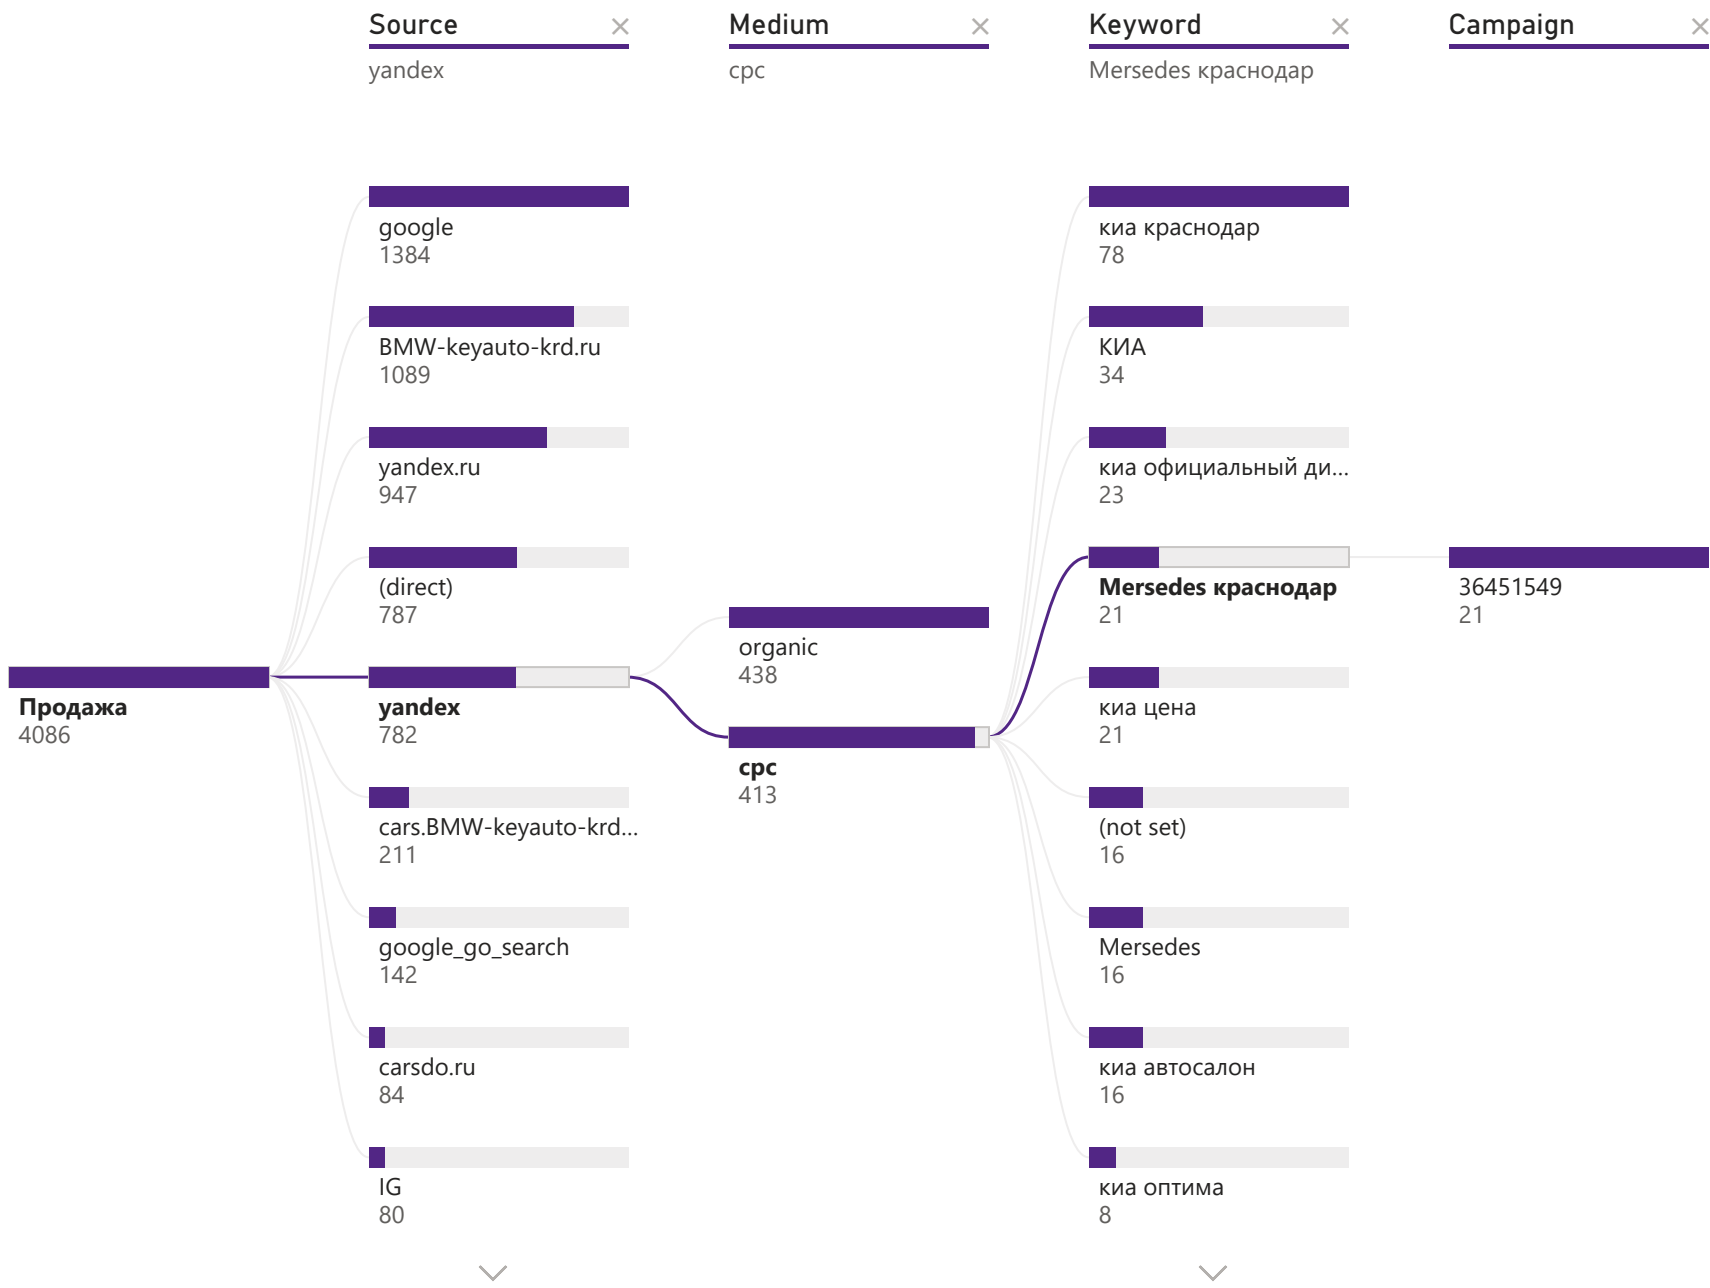 Source
Medium
Keyword
Campaign
yandex
cpc
Mersedes краснодар
Продажа
4086
google
1384
BMW-keyauto-krd.ru
1089
yandex.ru
947
(direct)
787
yandex
782
cars.BMW-keyauto-krd...
211
google_go_search
142
carsdo.ru
84
IG
80
organic
438
cpc
413
киа краснодар
78
КИА
34
киа официальный ди...
23
Mersedes краснодар
21
киа цена
21
(not set)
16
Mersedes
16
киа автосалон
16
киа оптима
8
36451549
21